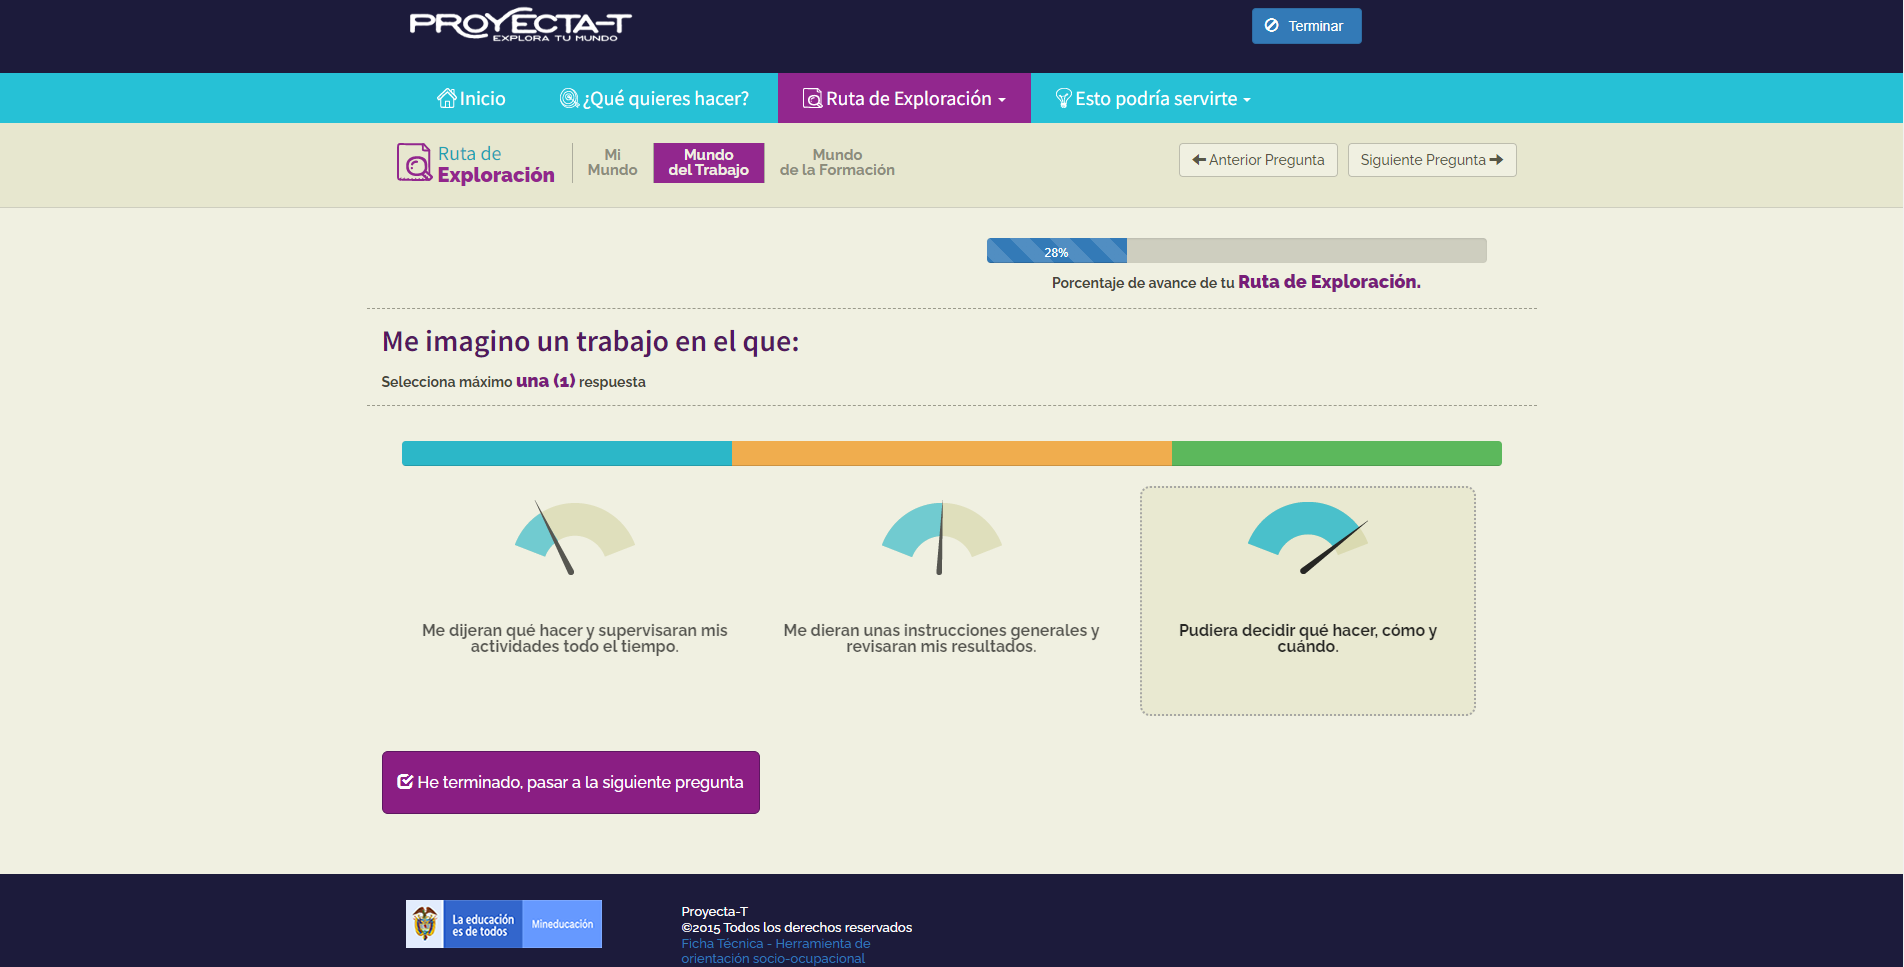 PROYECTA-T
EXPLORA TU MUNDO
Terminar
Inicio
¿Qué quieres hacer?
Ruta de Exploración
Esto podría servirte
Ruta de
Exploración
Mi
Mundo
Mundo
del Trabajo
Mundo
de la Formación
Anterior Pregunta
Siguiente Pregunta
28%
Porcentaje de avance de tu Ruta de Exploración.
Me imagino un trabajo en el que:
Selecciona máximo una (1) respuesta
Me dijeran qué hacer y supervisaran mis
actividades todo el tiempo.
Me dieran unas instrucciones generales y
revisaran mis resultados.
Pudiera decidir qué hacer, cómo y
cuándo.
He terminado, pasar a la siguiente pregunta
La educación
es de todos
Mineducación
Proyecta-T
©2015 Todos los derechos reservados
Ficha Técnica - Herramienta de
orientación socio-ocupacional